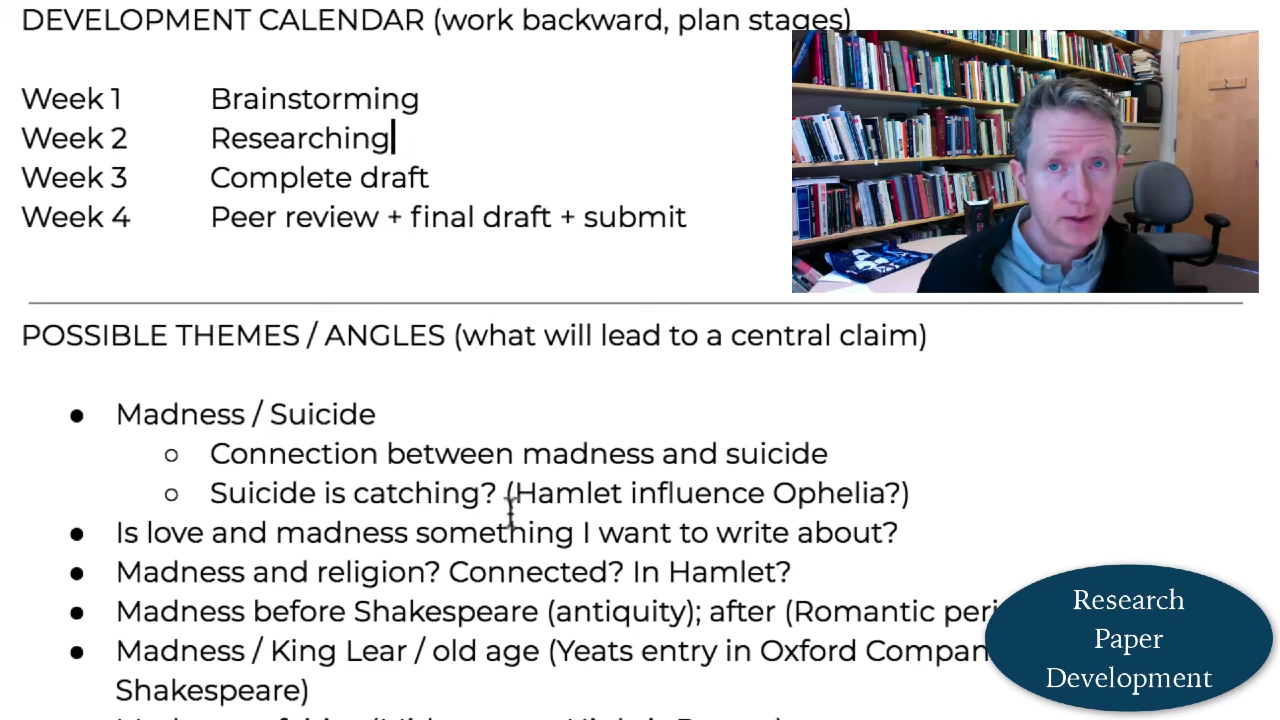 DEVELOPMENT CALENDAR (work backward, plan stages)
Week 1 Brainstorming
Week 2 Researching
Week 3 Complete draft
Week 4 Peer review + final draft + submit
POSSIBLE THEMES / ANGLES (what will lead to a central claim)
● Madness / Suicide
○ Connection between madness and suicide
○ Suicide is catching? (Hamlet influence Ophelia?)
● Is love and madness something I want to write about?
● Madness and religion? Connected? In Hamlet?
● Madness before Shakespeare (antiquity); after (Romantic
● Madness / King Lear / old age (Yeats entry in Oxford
Shakespeare)
Research
Paper
Development